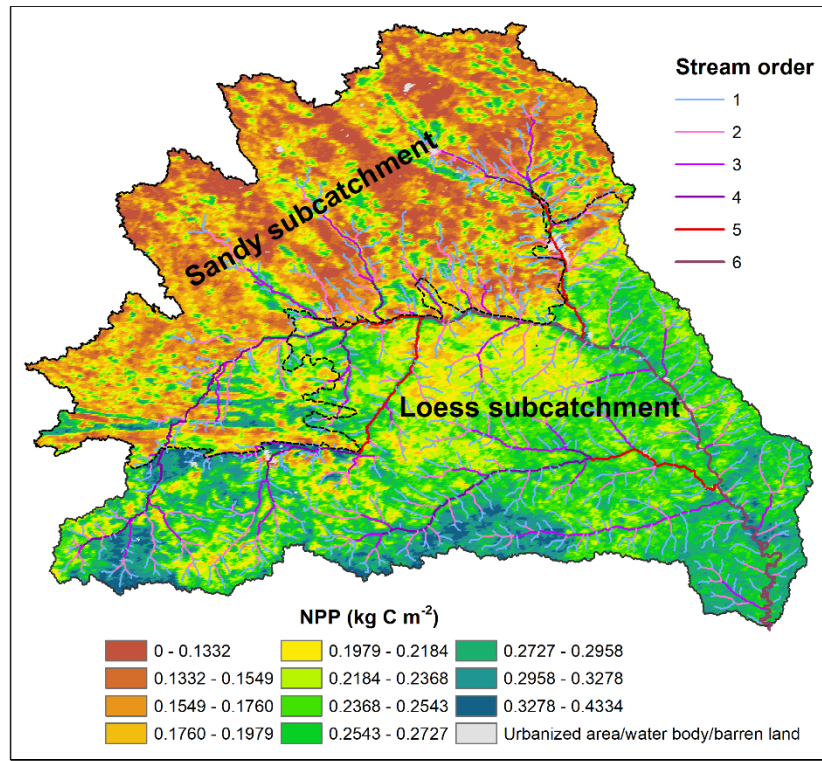 Stream order
1
2
3
4
5
6
Sandy subcatchment
Loess subcatchment
NPP (kg C m-2)
0 - 0.1332
0.1332 - 0.1549
0.1549 - 0.1760
0.1760 - 0.1979
0.1979 - 0.2184
0.2184 - 0.2368
0.2368 - 0.2543
0.2543 - 0.2727
0.2727 - 0.2958
0.2958 - 0.3278
0.3278 - 0.4334
Urbanized area/water body/barren land